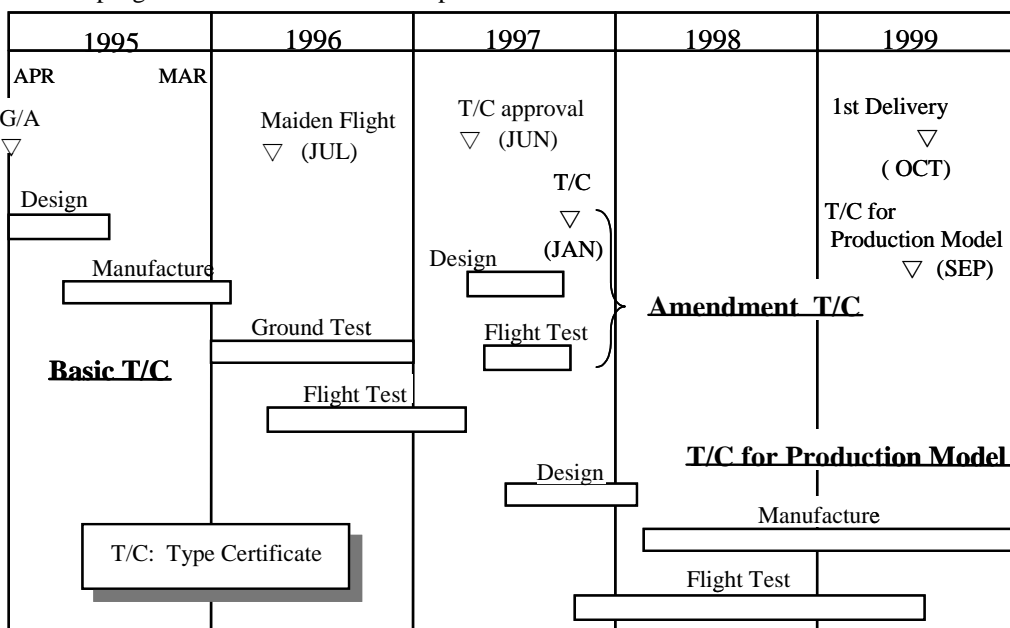 1995 1996 1997 1998 1999
APR MAR
G/A
Maiden Flight
(JUL)
T/C approval
(JUN)
1st Delivery
( OCT)
T/C
(JAN)
T/C for
Production Model
(SEP)
Design
Manufacture
Ground Test
Flight Test
Basic T/C
Design
Flight Test
Amendment T/C
T/C for Production Model
Design
Manufacture
Flight Test
T/C: Type Certificate